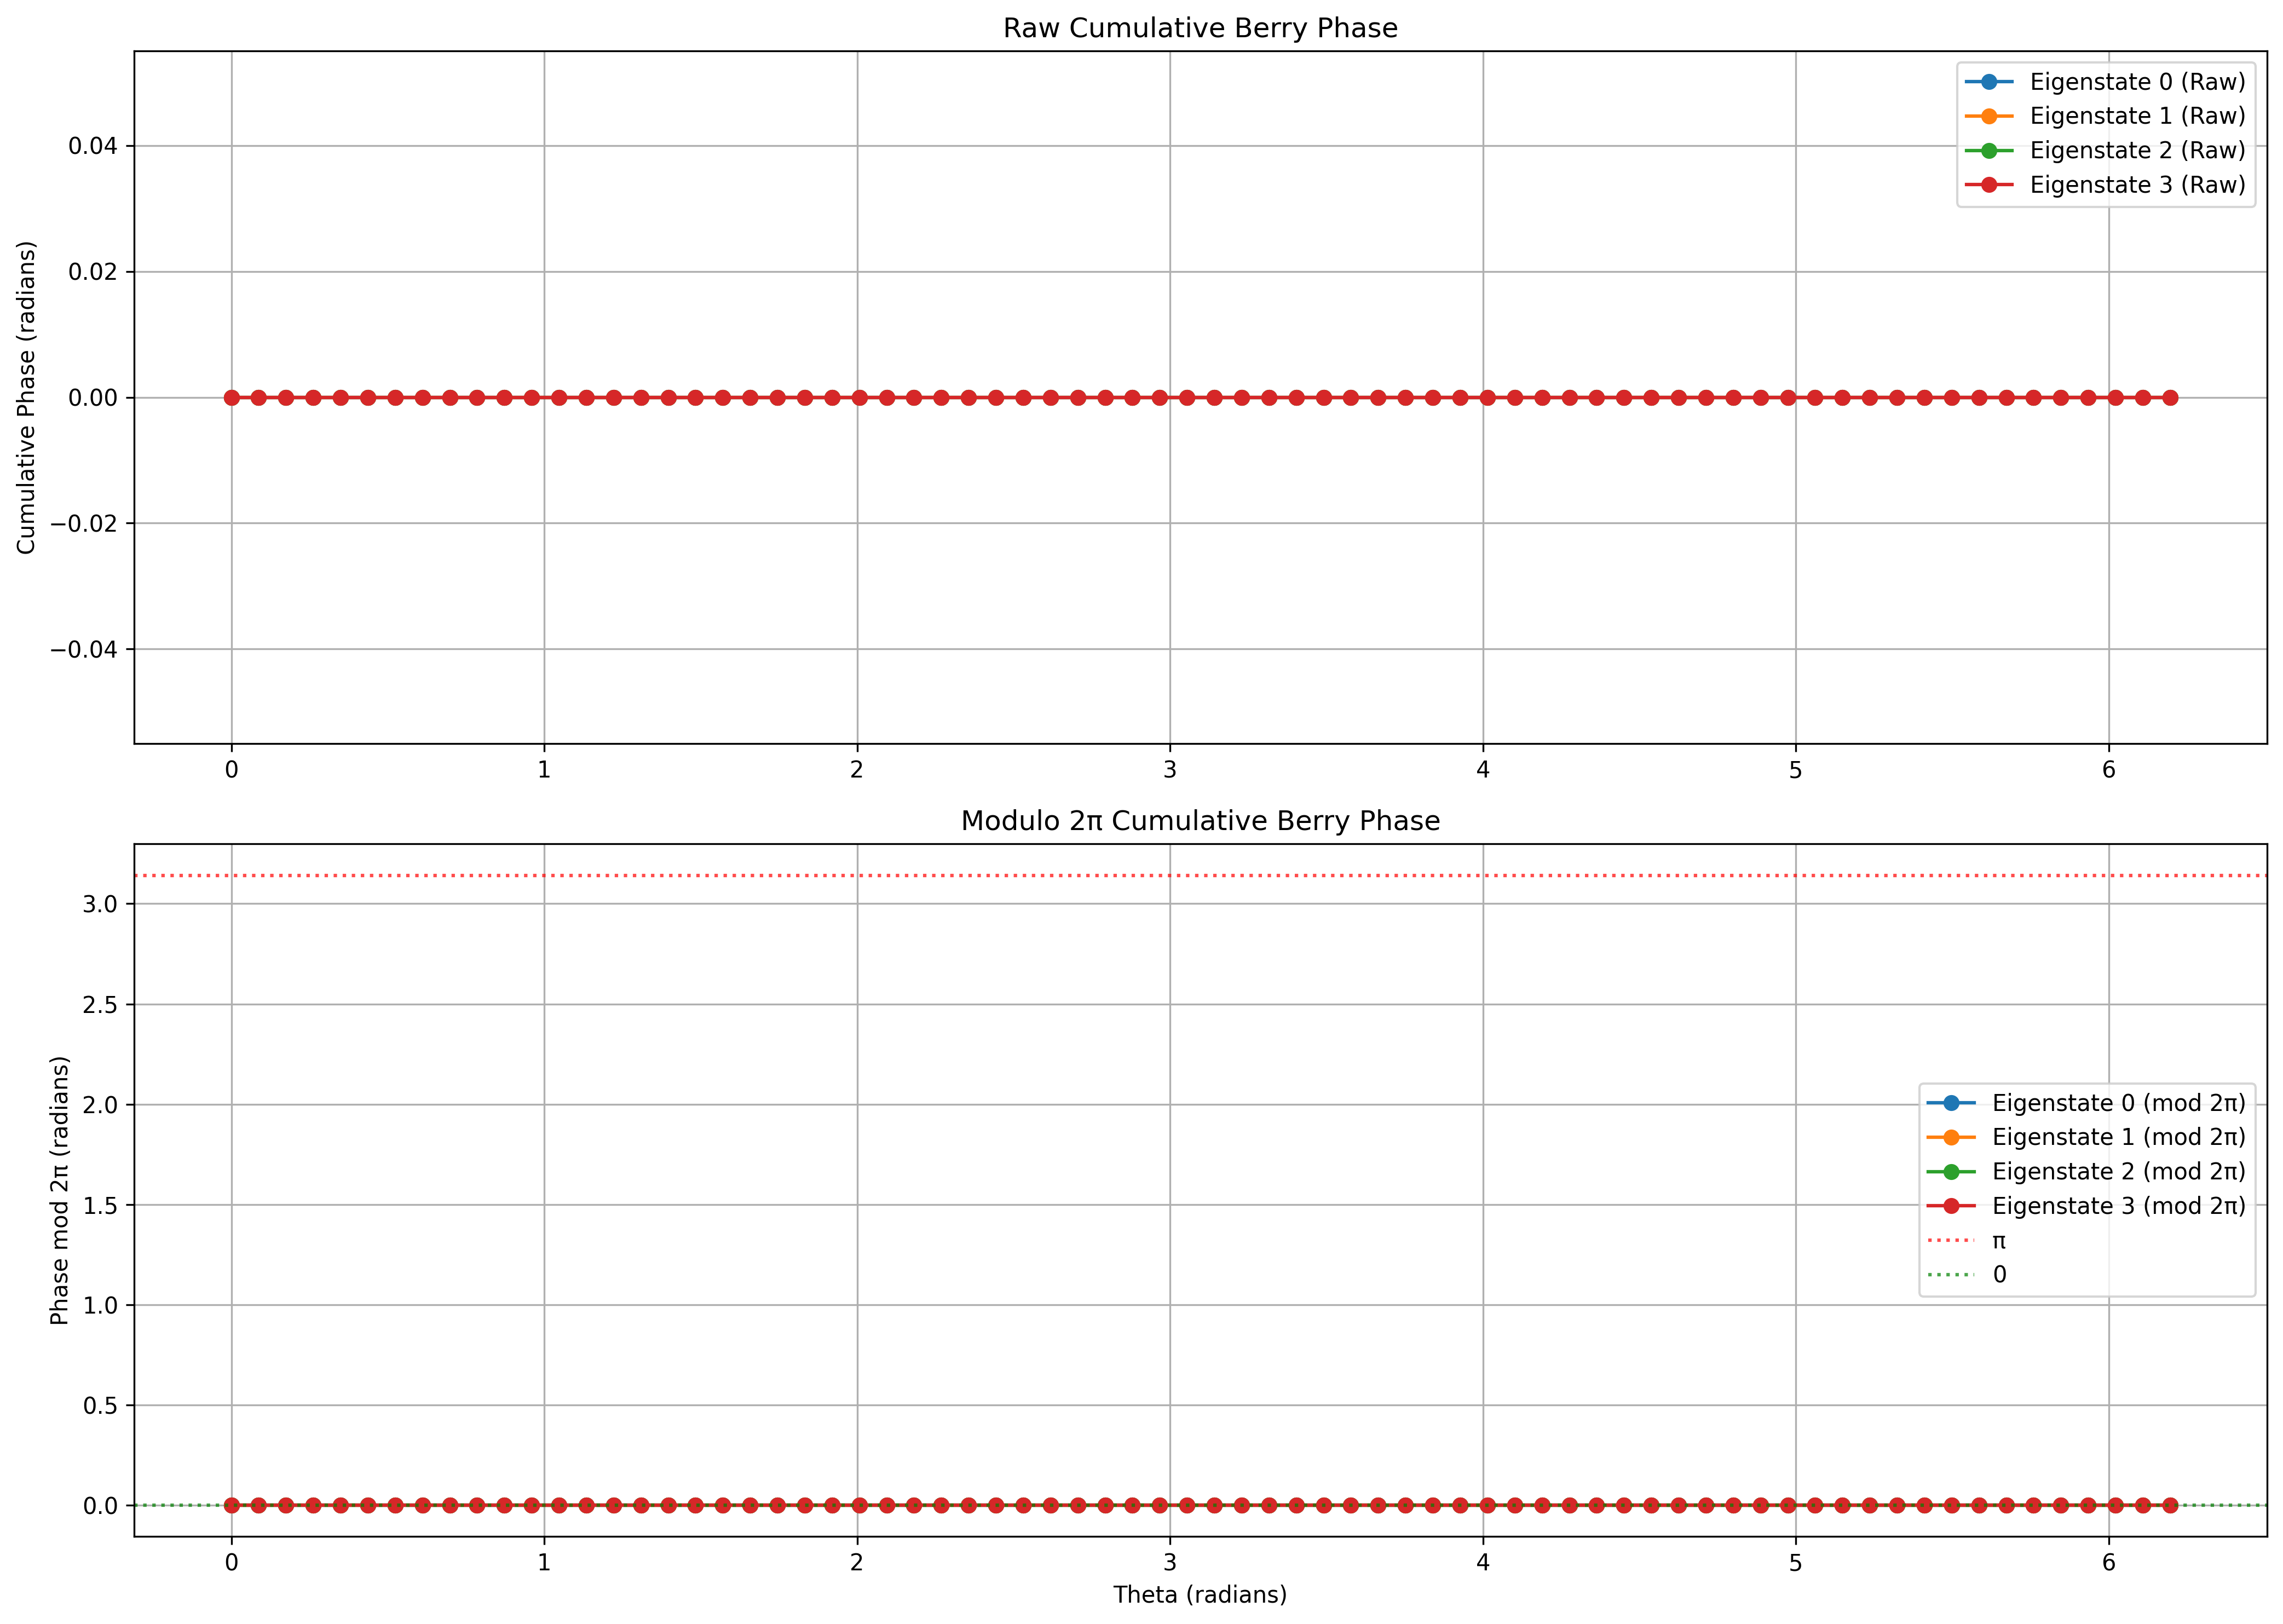 Raw Cumulative Berry Phase
Cumulative Phase (radians)
0.04
0.02
0.00
−0.02
−0.04
Eigenstate 0 (Raw)
Eigenstate 1 (Raw)
Eigenstate 2 (Raw)
Eigenstate 3 (Raw)
0 1 2 3 4 5 6
Modulo 2π Cumulative Berry Phase
Phase mod 2π (radians)
3.0
2.5
2.0
1.5
1.0
0.5
0.0
Eigenstate 0 (mod 2π)
Eigenstate 1 (mod 2π)
Eigenstate 2 (mod 2π)
Eigenstate 3 (mod 2π)
π
0
0 1 2 3 4 5 6
Theta (radians)